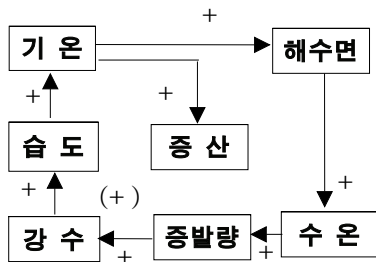 +
기 온
해수면
+
+
습 도
증 산
+
(+)
+
강 수
증발량
수 온
+
+